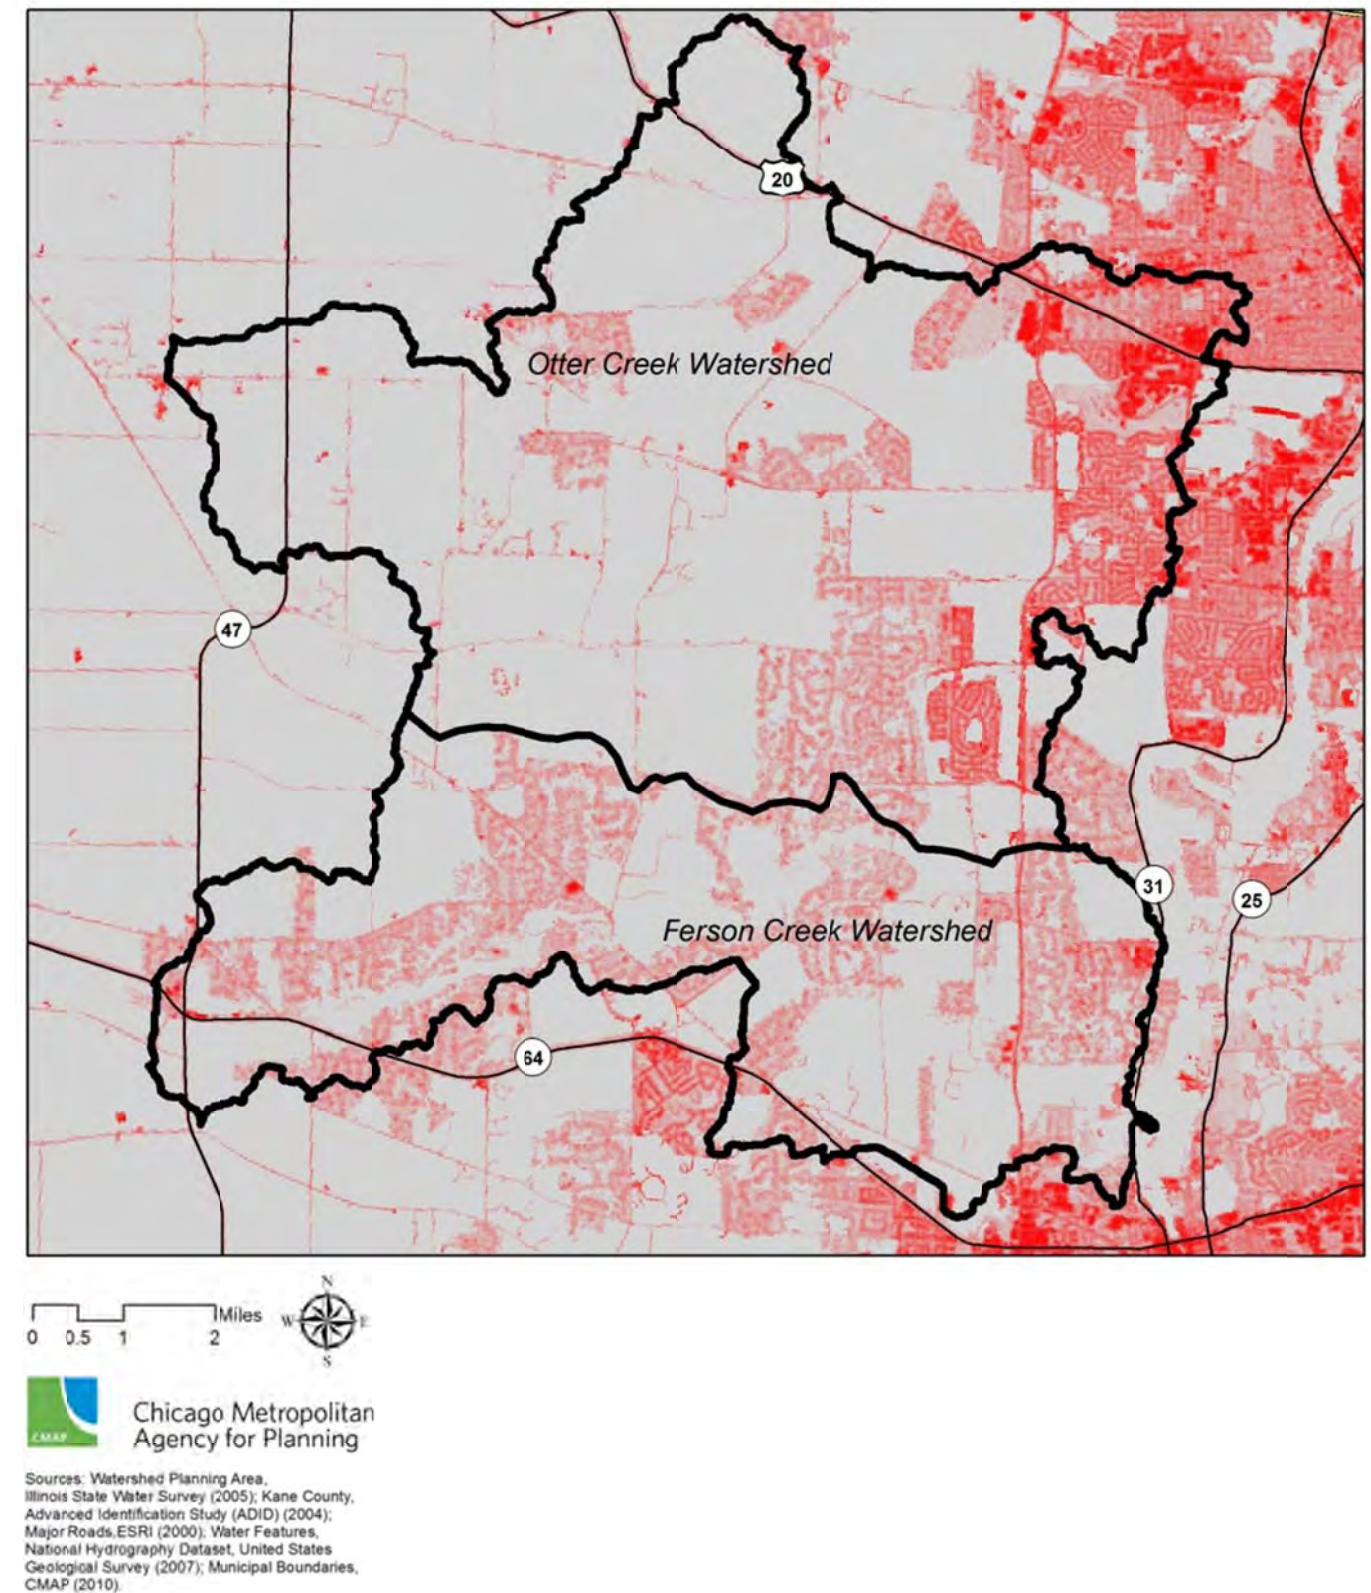 20
Otter Creek Watershed
47
31
25
Ferson Creek Watershed
64
Miles
0 0.5 1 2
N
W E
S
CMAP
Chicago Metropolitan
Agency for Planning
Sources: Watershed Planning Area,
Illinois State Water Survey (2005); Kane County,
Advanced Identification Study (ADID) (2004);
Major Roads,ESRI (2000); Water Features,
National Hydrography Dataset, United States
Geological Survey (2007); Municipal Boundaries,
CMAP (2010).